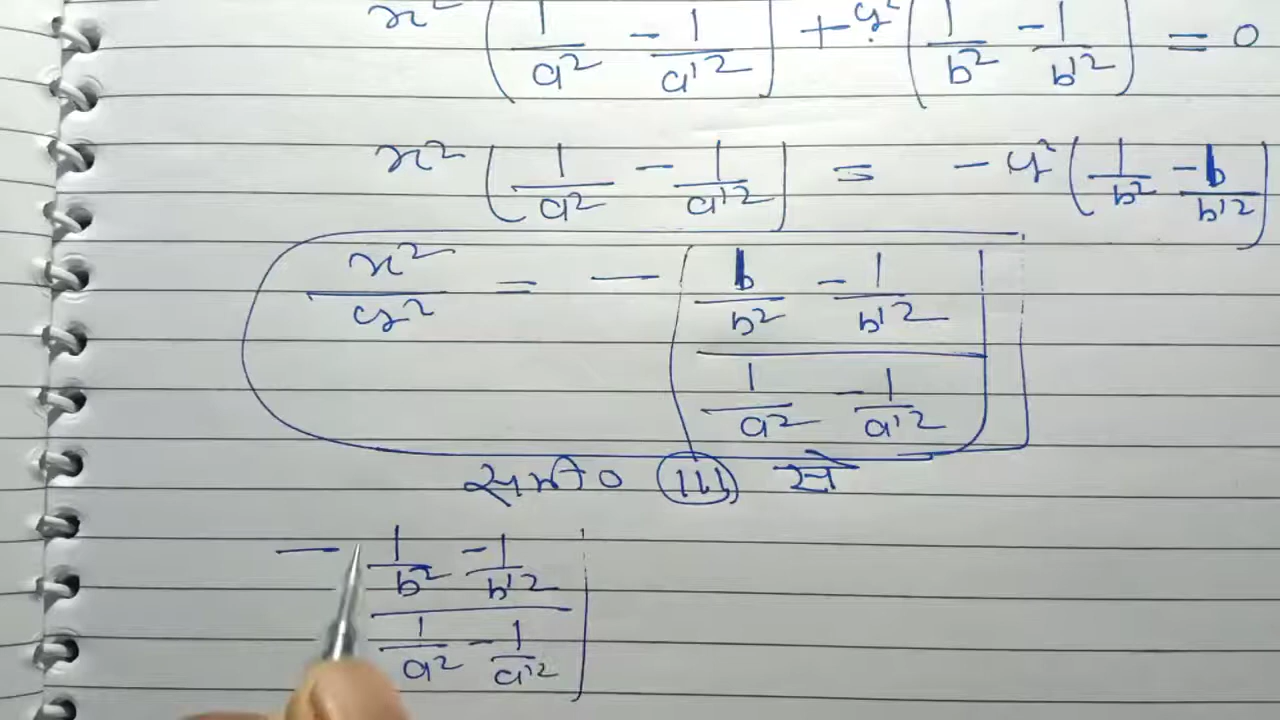 x² (1/a² - 1/a'²) + y² (1/b² - 1/b'²) = 0
x² (1/a² - 1/a'²) = - y² (1/b² - b/b'²)
x²/y² = - [(b/b² - 1/b'²) / (1/a² - 1/a'²)]
समी० (III) से
- (1/b² - 1/b'²) / (1/a² - 1/a'²)